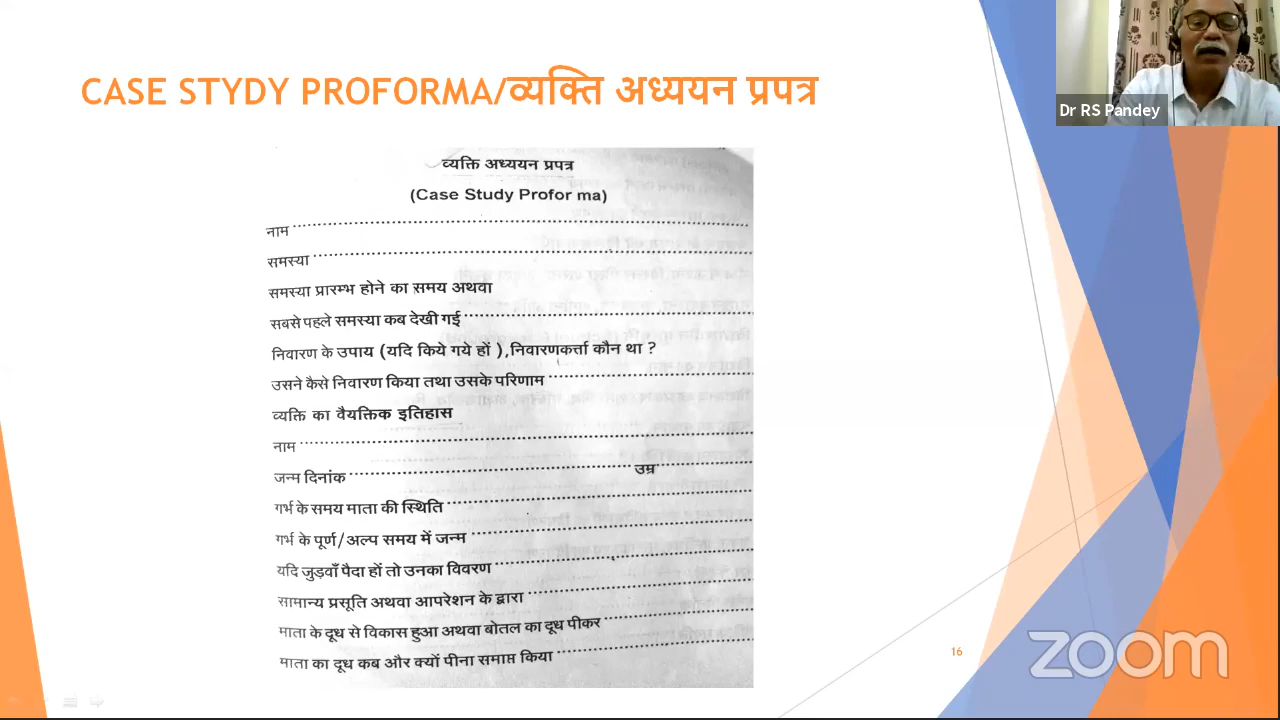 CASE STYDY PROFORMA/व्यक्ति अध्ययन प्रपत्र
Dr RS Pandey
व्यक्ति अध्ययन प्रपत्र
(Case Study Profor ma)
नाम
समस्या
समस्या प्रारम्भ होने का समय अथवा
सबसे पहले समस्या कब देखी गई
निवारण के उपाय (यदि किये गये हों ),निवारणकर्त्ता कौन था ?
उसने कैसे निवारण किया तथा उसके परिणाम
व्यक्ति का वैयक्तिक इतिहास
नाम
जन्म दिनांक उम्र
गर्भ के समय माता की स्थिति
गर्भ के पूर्ण/अल्प समय में जन्म
यदि जुड़वाँ पैदा हों तो उनका विवरण
सामान्य प्रसूति अथवा आपरेशन के द्वारा
माता के दूध से विकास हुआ अथवा बोतल का दूध पीकर
माता का दूध कब और क्यों पीना समाप्त किया
16
zoom